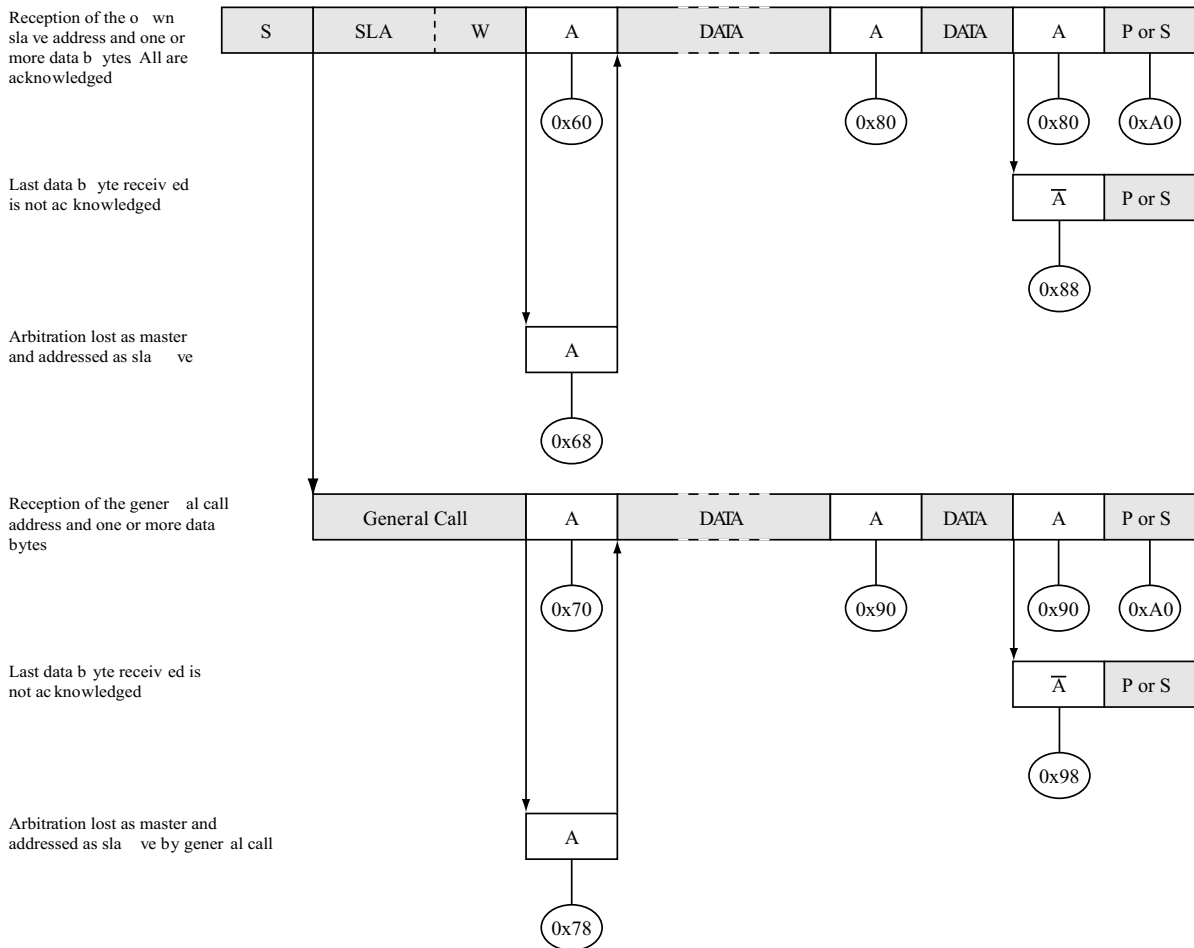 Reception of the o wn
sla ve address and one or
more data b ytes. All are
acknowledged
S SLA W A DATA A DATA A P or S
0x60 0x80 0x80 0xA0
Last data b yte receiv ed
is not ac knowledged
A P or S
0x88
Arbitration lost as master
and addressed as sla ve
A
0x68
Reception of the gener al call
address and one or more data
bytes
General Call A DATA A DATA A P or S
0x70 0x90 0x90 0xA0
Last data b yte receiv ed is
not ac knowledged
A P or S
0x98
Arbitration lost as master and
addressed as sla ve by gener al call
A
0x78